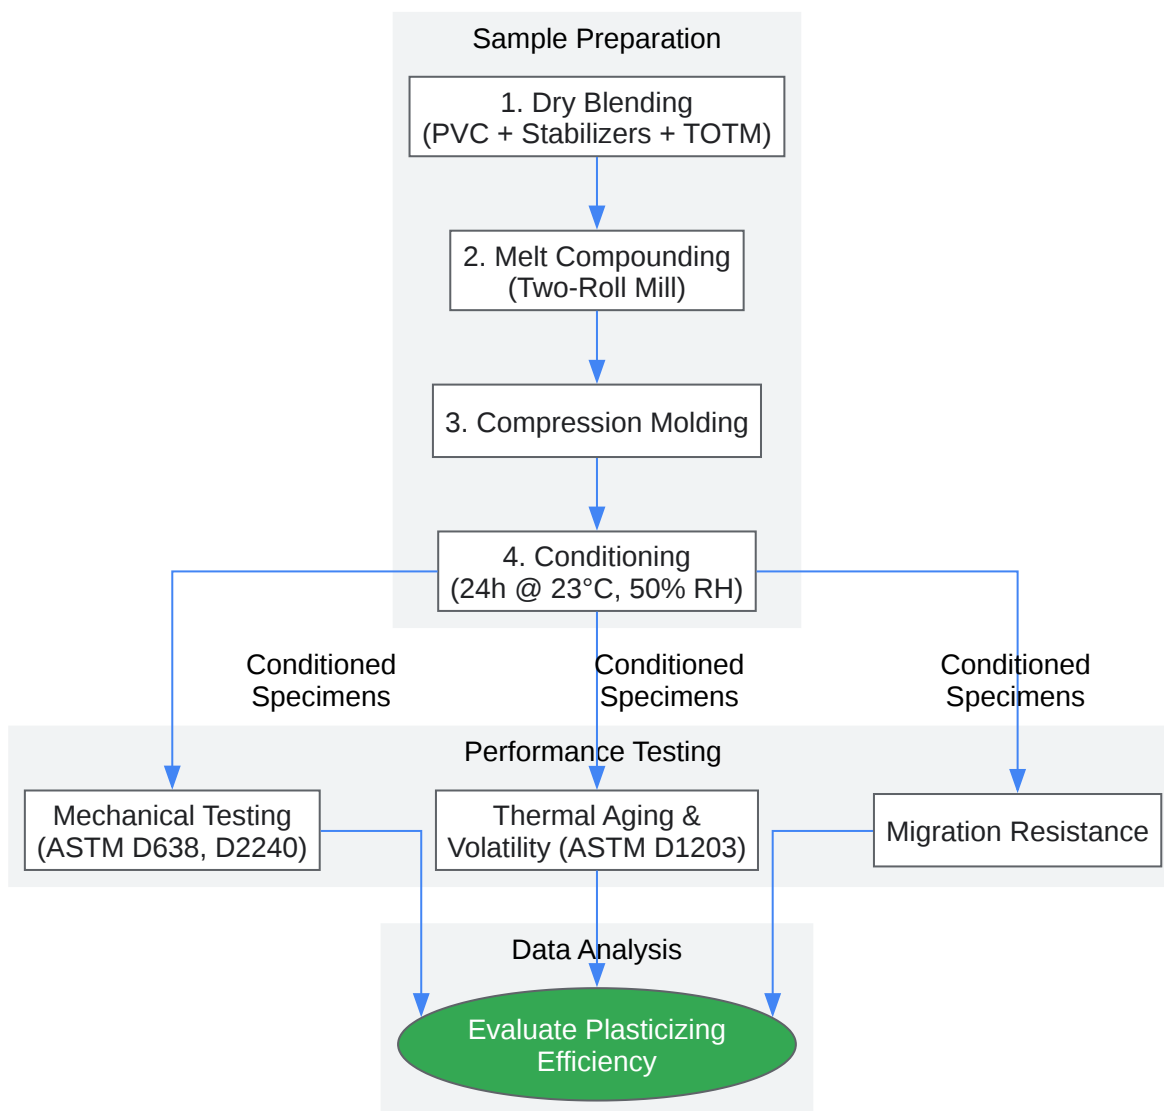 Sample Preparation
1. Dry Blending
(PVC + Stabilizers + TOTM)
2. Melt Compounding
(Two-Roll Mill)
3. Compression Molding
4. Conditioning
(24h @ 23°C, 50% RH)
Conditioned
Specimens
Conditioned
Specimens
Conditioned
Specimens
Performance Testing
Mechanical Testing
(ASTM D638, D2240)
Thermal Aging &
Volatility (ASTM D1203)
Migration Resistance
Data Analysis
Evaluate Plasticizing
Efficiency